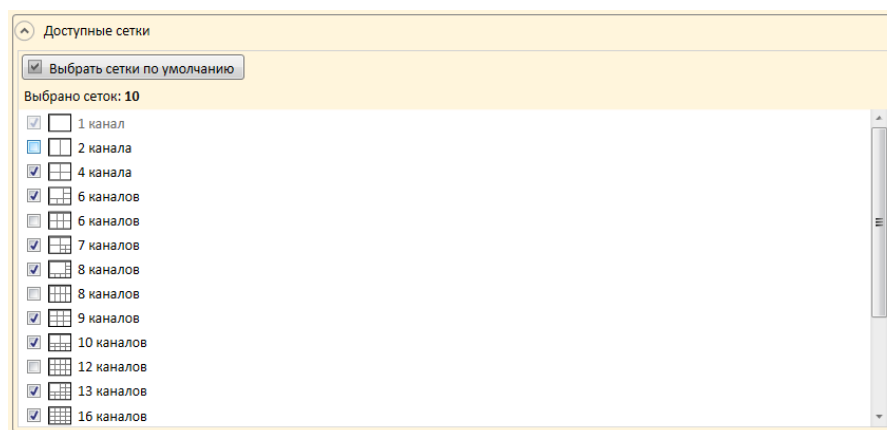 Доступные сетки
Выбрать сетки по умолчанию
Выбрано сеток: 10
1 канал
2 канала
4 канала
6 каналов
6 каналов
7 каналов
8 каналов
8 каналов
9 каналов
10 каналов
12 каналов
13 каналов
16 каналов